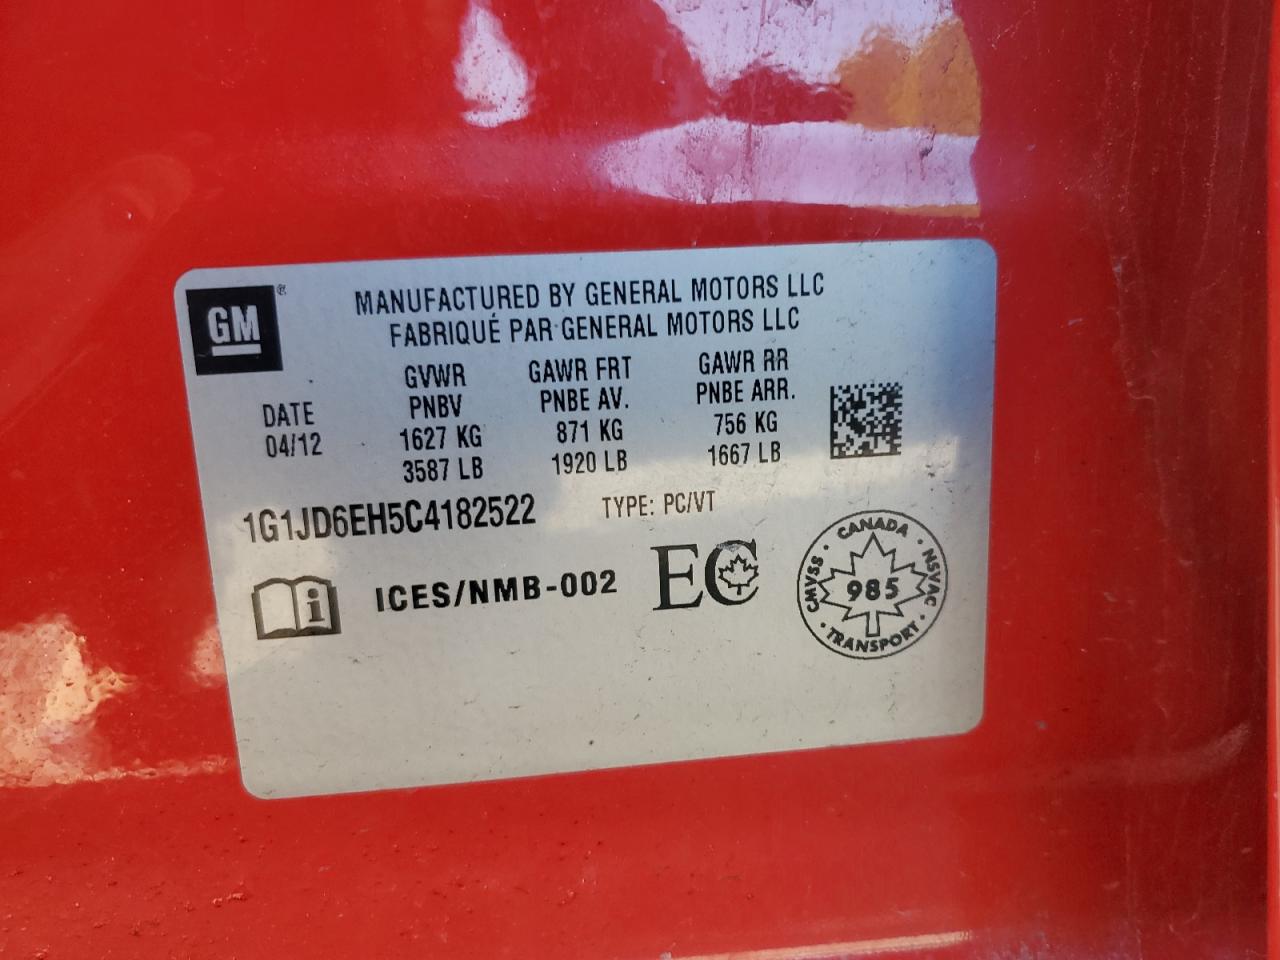 GM ®
MANUFACTURED BY GENERAL MOTORS LLC
FABRIQUÉ PAR GENERAL MOTORS LLC
DATE
04/12
GVWR
PNBV
1627 KG
3587 LB
GAWR FRT
PNBE AV.
871 KG
1920 LB
GAWR RR
PNBE ARR.
756 KG
1667 LB
1G1JD6EH5C4182522
TYPE: PC/VT
i
ICES/NMB-002
EC
· CANADA ·
NSVAC
CMVSS
985
· TRANSPORT ·